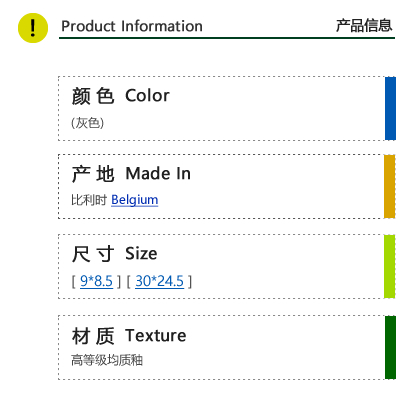 ! Product Information 产品信息
颜色 Color
(灰色)
产地 Made In
比利时 Belgium
尺寸 Size
[ 9*8.5 ] [ 30*24.5 ]
材质 Texture
高等级均质釉